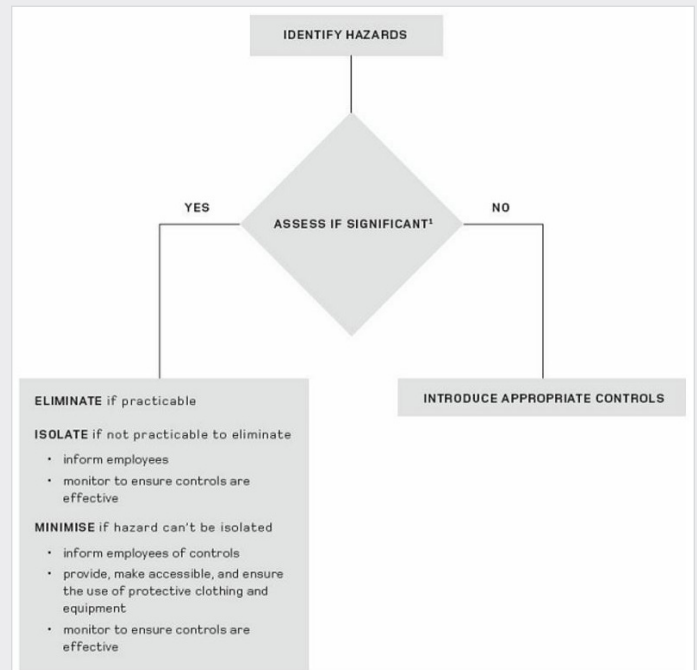 IDENTIFY HAZARDS
YES
NO
ASSESS IF SIGNIFICANT¹
ELIMINATE if practicable
ISOLATE if not practicable to eliminate
• inform employees
• monitor to ensure controls are
effective
MINIMISE if hazard can't be isolated
• inform employees of controls
• provide, make accessible, and ensure
the use of protective clothing and
equipment
• monitor to ensure controls are
effective
INTRODUCE APPROPRIATE CONTROLS